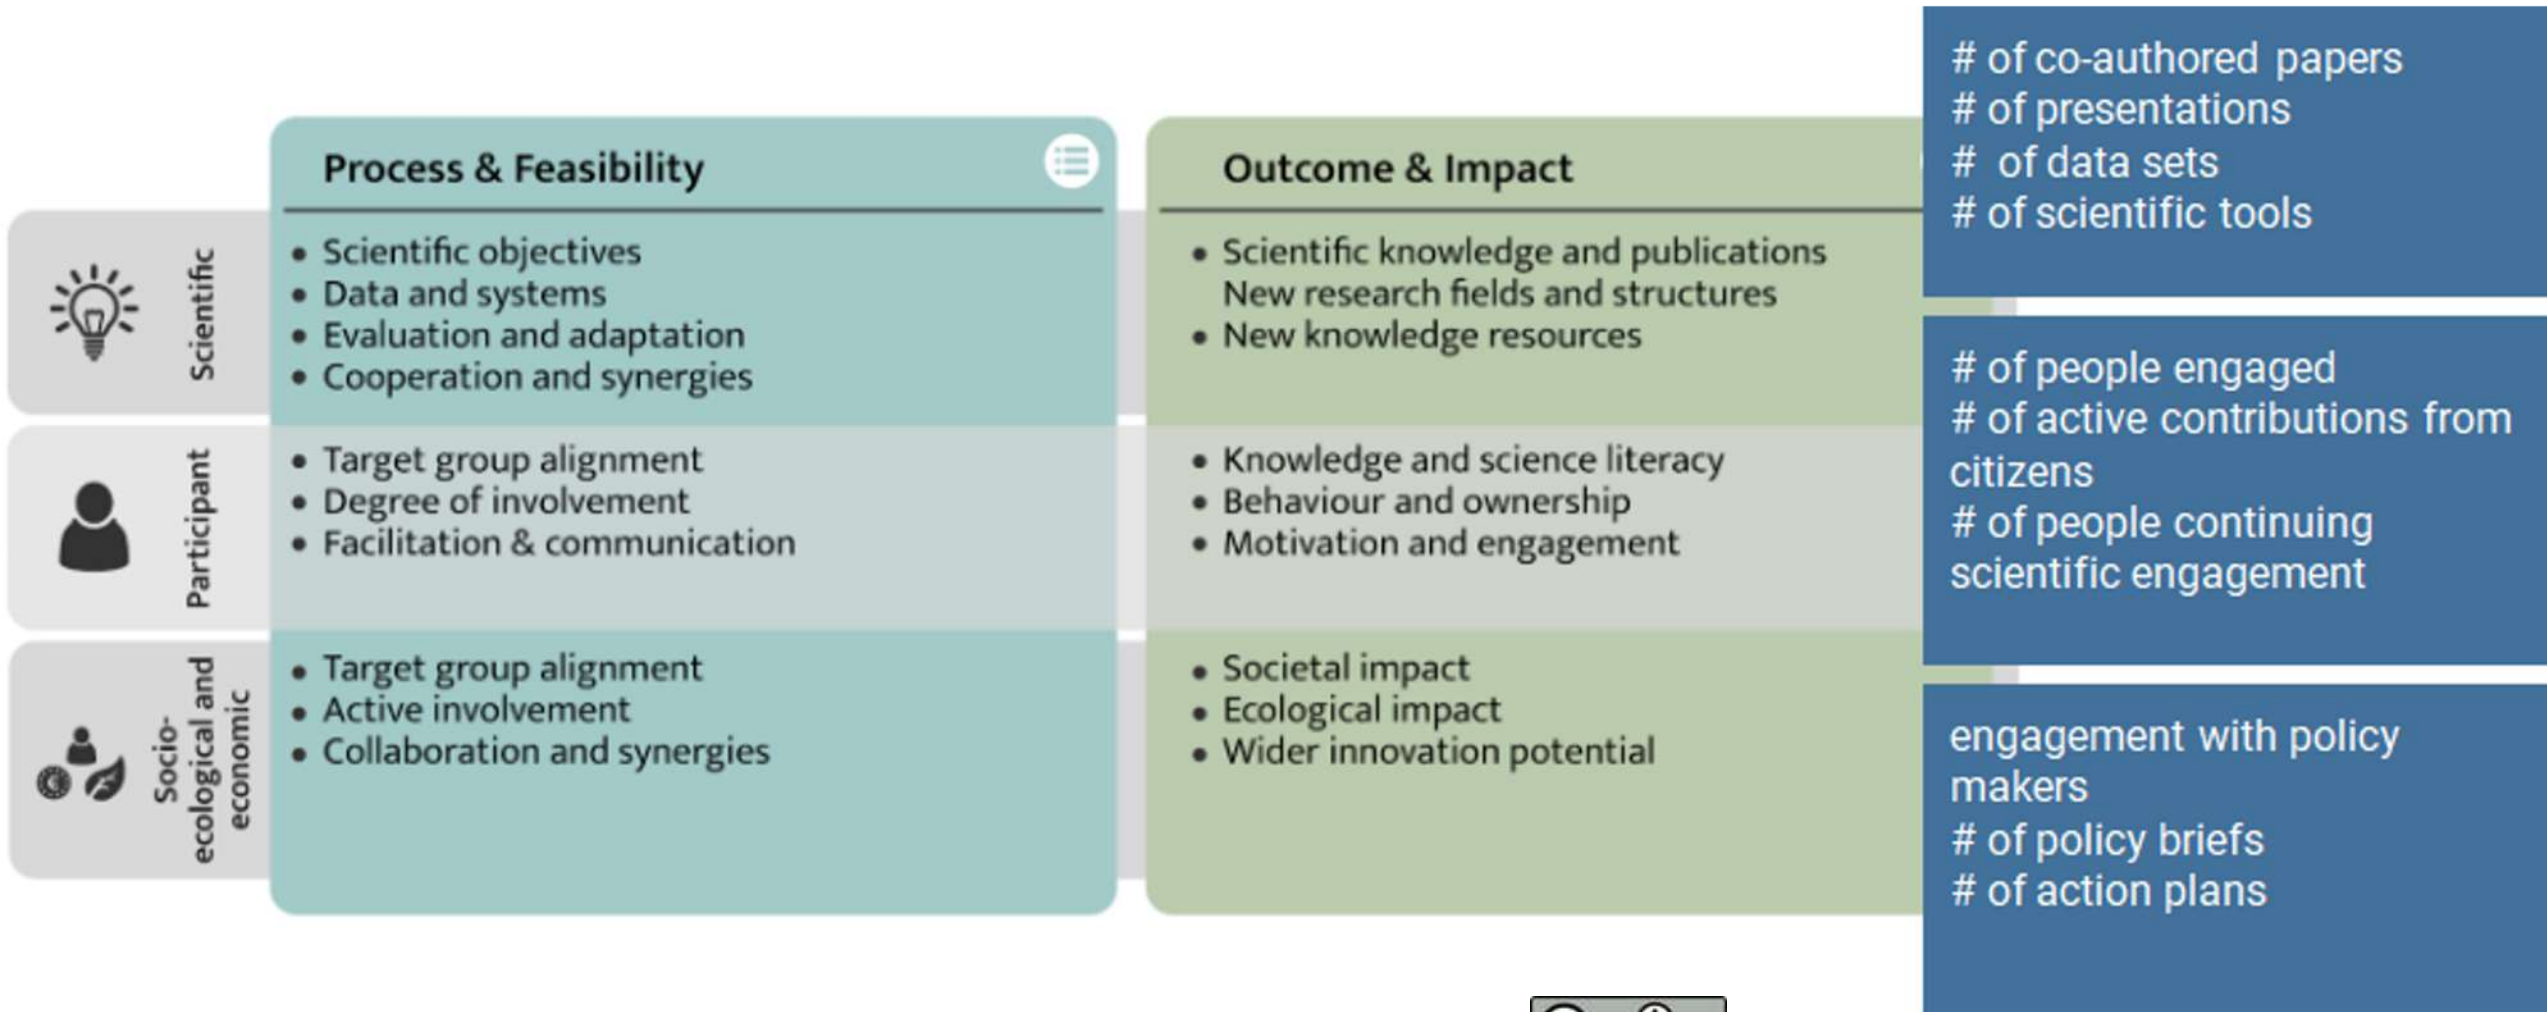 Process & Feasibility
Outcome & Impact
Scientific
• Scientific objectives
• Data and systems
• Evaluation and adaptation
• Cooperation and synergies
• Scientific knowledge and publications
New research fields and structures
• New knowledge resources
# of co-authored papers
# of presentations
#  of data sets
# of scientific tools
Participant
• Target group alignment
• Degree of involvement
• Facilitation & communication
• Knowledge and science literacy
• Behaviour and ownership
• Motivation and engagement
# of people engaged
# of active contributions from
citizens
# of people continuing
scientific engagement
Socio-
ecological and
economic
• Target group alignment
• Active involvement
• Collaboration and synergies
• Societal impact
• Ecological impact
• Wider innovation potential
engagement with policy
makers
# of policy briefs
# of action plans